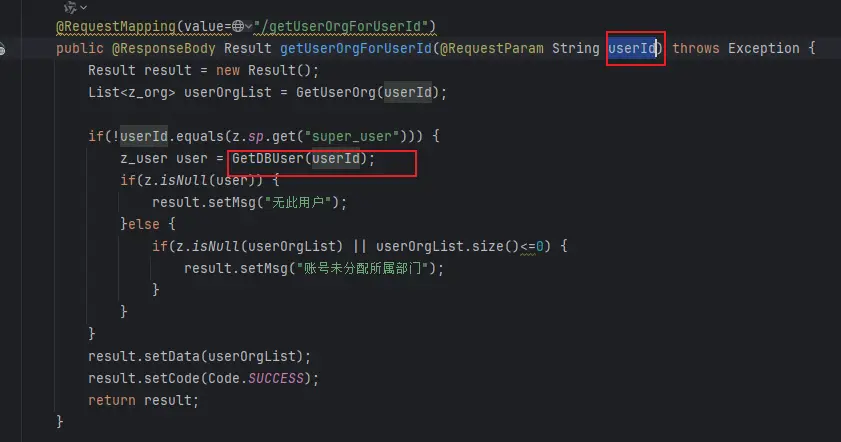 @RequestMapping(value="/getUserOrgForUserId")
public @ResponseBody Result getUserOrgForUserId(@RequestParam String userId) throws Exception {
Result result = new Result();
List<z_org> userOrgList = GetUserOrg(userId);
if(!userId.equals(z.sp.get("super_user"))) {
z_user user = GetDBUser(userId);
if(z.isNull(user)) {
result.setMsg("无此用户");
}else {
if(z.isNull(userOrgList) || userOrgList.size()<=0) {
result.setMsg("账号未分配所属部门");
}
}
}
result.setData(userOrgList);
result.setCode(Code.SUCCESS);
return result;
}